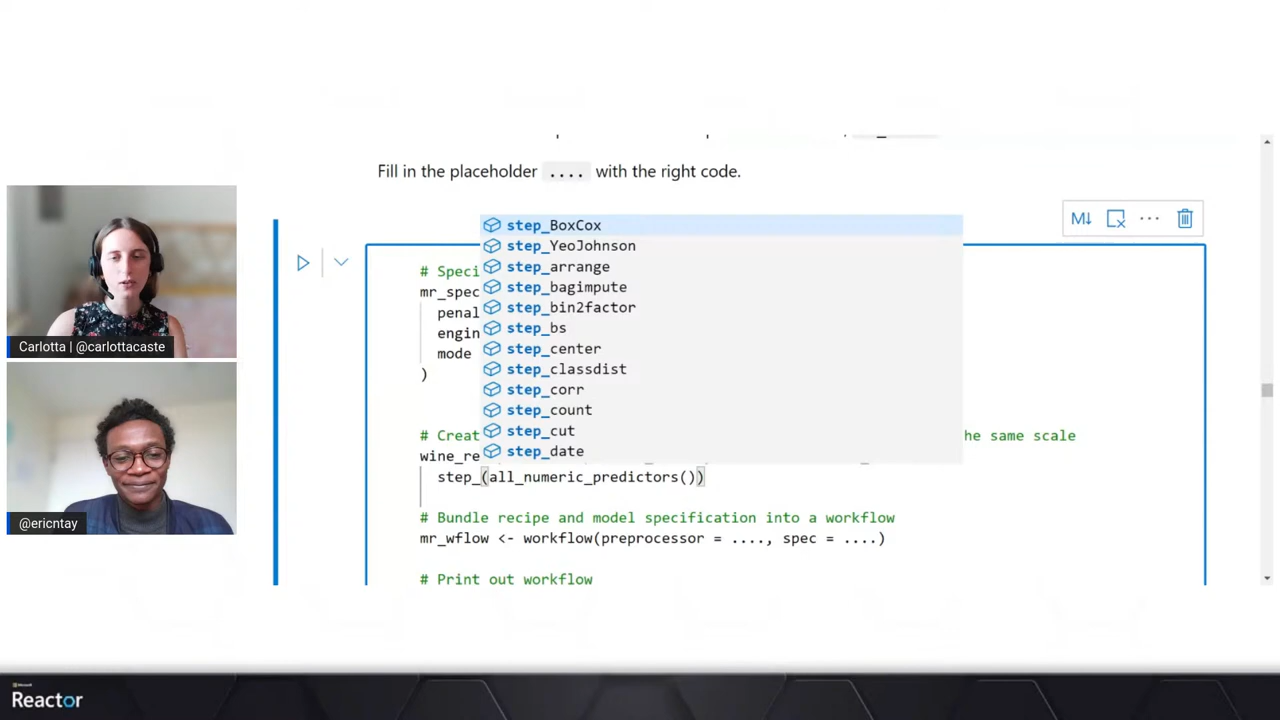 Fill in the placeholder .... with the right code.
M↓
step_BoxCox
step_YeoJohnson
step_arrange
step_bagimpute
step_bin2factor
step_bs
step_center
step_classdist
step_corr
step_count
step_cut
step_date
# Speci
mr_spec
penal
engin
mode
)
# Creat he same scale
wine_re
step_(all_numeric_predictors())
# Bundle recipe and model specification into a workflow
mr_wflow <- workflow(preprocessor = ...., spec = ....)
# Print out workflow
Carlotta | @carlottacaste
@ericntay
Microsoft
Reactor